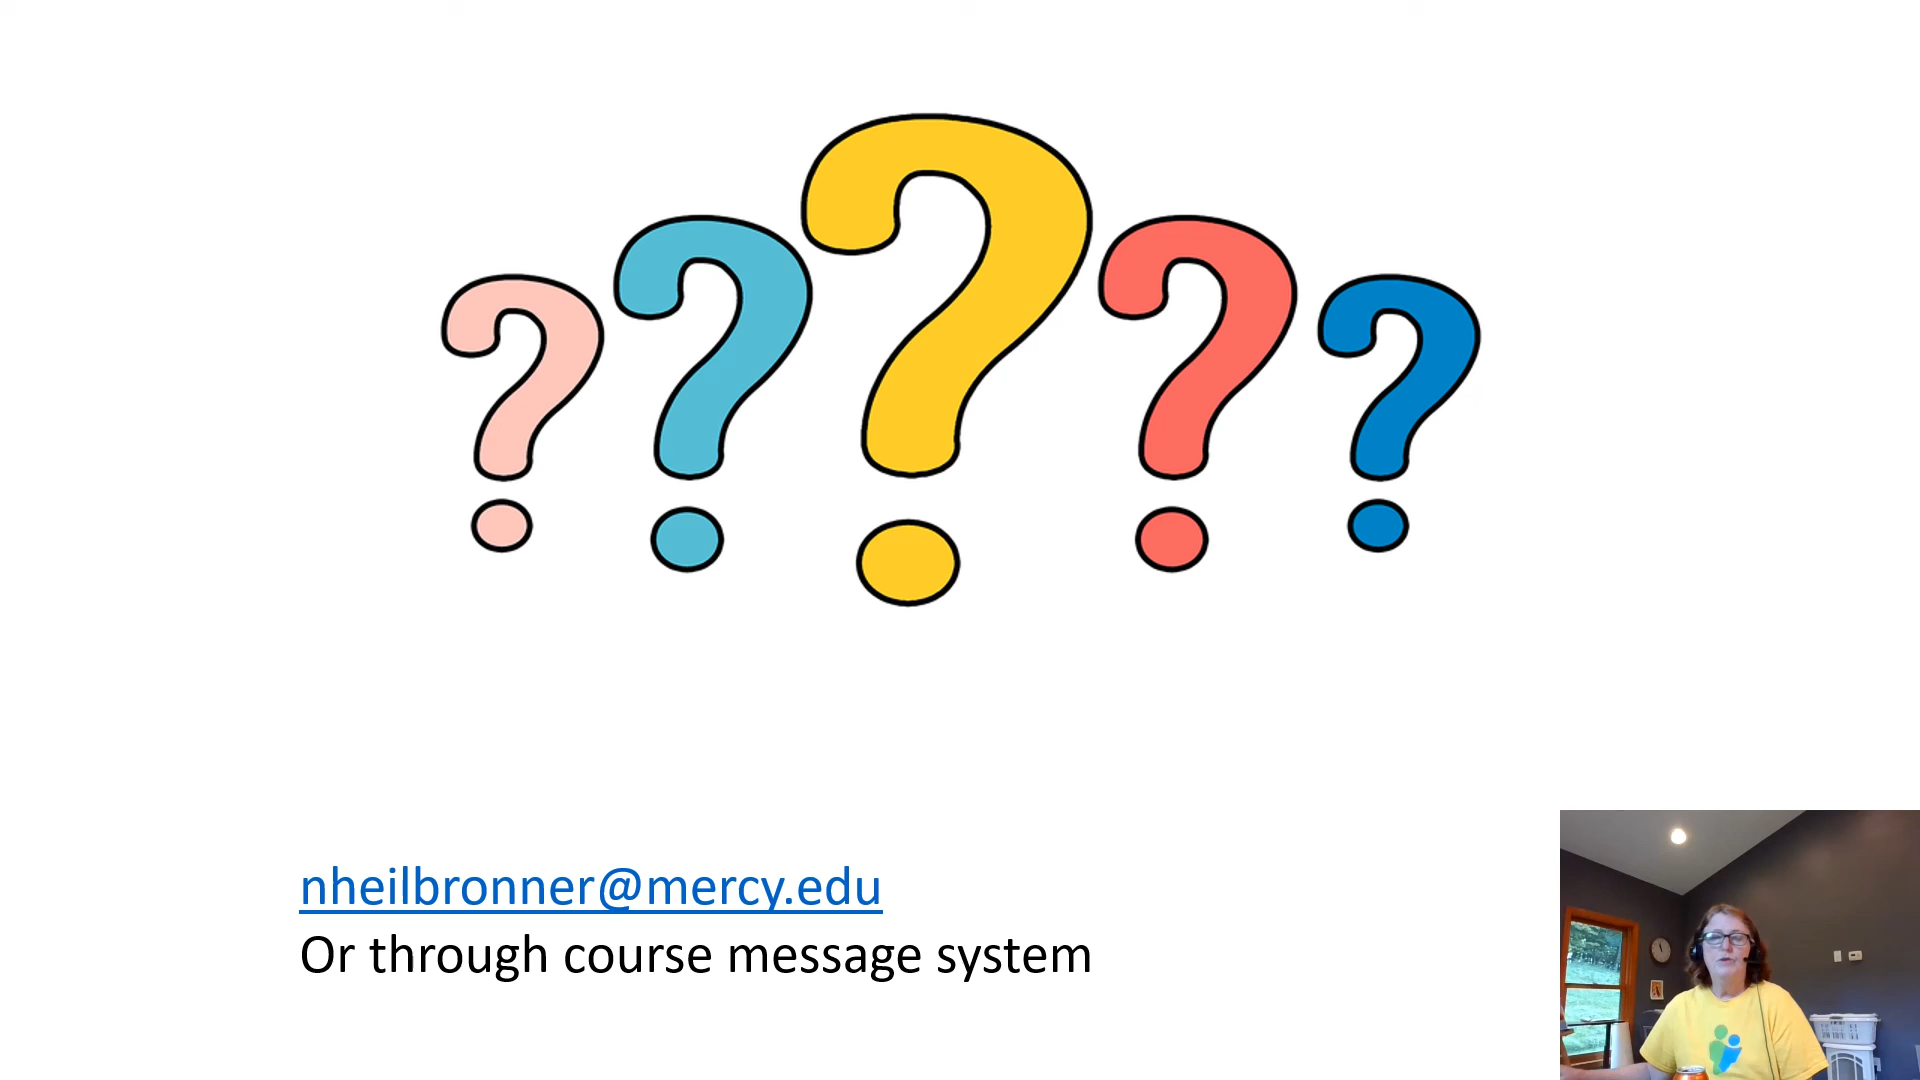 ? ? ? ? ?
nheilbronner@mercy.edu
Or through course message system